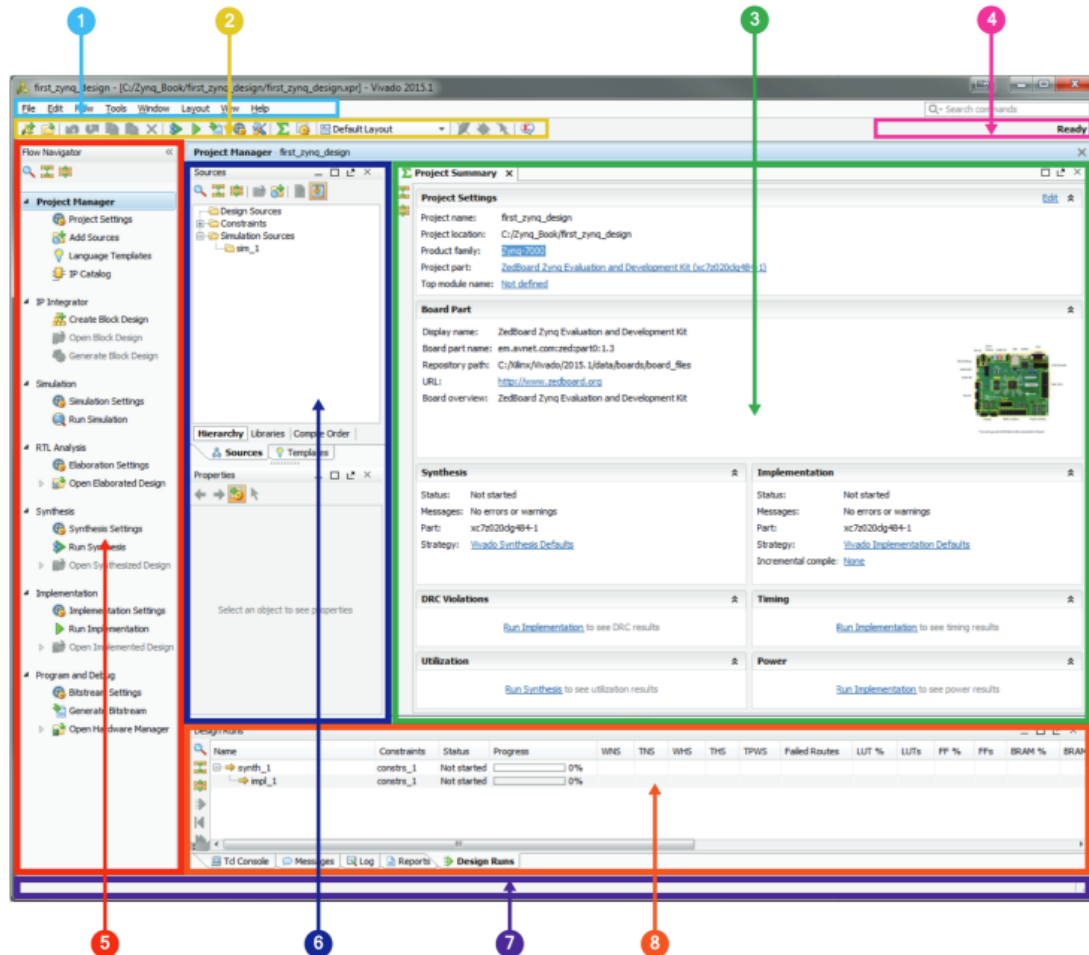 1
2
3
4
first_zynq_design - [C:/Zynq_Book/first_zynq_design/first_zynq_design.xpr] - Vivado 2015.1
File Edit Flow Tools Window Layout View Help
Search commands
Default Layout
Ready
Flow Navigator
Project Manager
Project Settings
Add Sources
Language Templates
IP Catalog
IP Integrator
Create Block Design
Open Block Design
Generate Block Design
Simulation
Simulation Settings
Run Simulation
RTL Analysis
Elaboration Settings
Open Elaborated Design
Synthesis
Synthesis Settings
Run Synthesis
Open Synthesized Design
Implementation
Implementation Settings
Run Implementation
Open Implemented Design
Program and Debug
Bitstream Settings
Generate Bitstream
Open Hardware Manager
Project Manager - first_zynq_design
Sources
Design Sources
Constraints
Simulation Sources
sim_1
Hierarchy Libraries Compile Order
Sources Templates
Properties
Select an object to see properties
Σ Project Summary
Project Settings Edit
Project name: first_zynq_design
Project location: C:/Zynq_Book/first_zynq_design
Product family: Zynq-7000
Project part: ZedBoard Zynq Evaluation and Development Kit (xc7z020clg484-1)
Top module name: Not defined
Board Part
Display name: ZedBoard Zynq Evaluation and Development Kit
Board part name: em.avnet.com:zed:part0:1.3
Repository path: C:/Xilinx/Vivado/2015.1/data/boards/board_files
URL: http://www.zedboard.org
Board overview: ZedBoard Zynq Evaluation and Development Kit
Synthesis
Status: Not started
Messages: No errors or warnings
Part: xc7z020clg484-1
Strategy: Vivado Synthesis Defaults
Implementation
Status: Not started
Messages: No errors or warnings
Part: xc7z020clg484-1
Strategy: Vivado Implementation Defaults
Incremental compile: None
DRC Violations
Run Implementation to see DRC results
Timing
Run Implementation to see timing results
Utilization
Run Synthesis to see utilization results
Power
Run Implementation to see power results
Design Runs
Name Constraints Status Progress WNS TNS WHS THS TPWS Failed Routes LUT % LUTs FF % FFs BRAM % BRAM
synth_1 constrs_1 Not started 0%
impl_1 constrs_1 Not started 0%
Tcl Console Messages Log Reports Design Runs
5
6
7
8